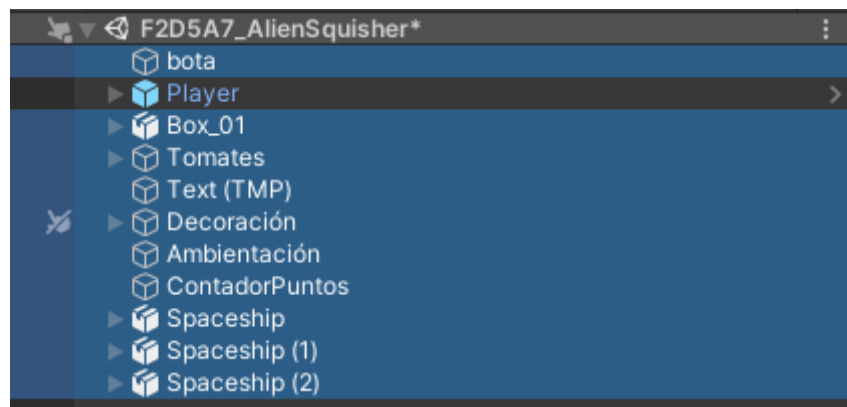 F2D5A7_AlienSquisher*
bota
Player
Box_01
Tomates
Text (TMP)
Decoración
Ambientación
ContadorPuntos
Spaceship
Spaceship (1)
Spaceship (2)